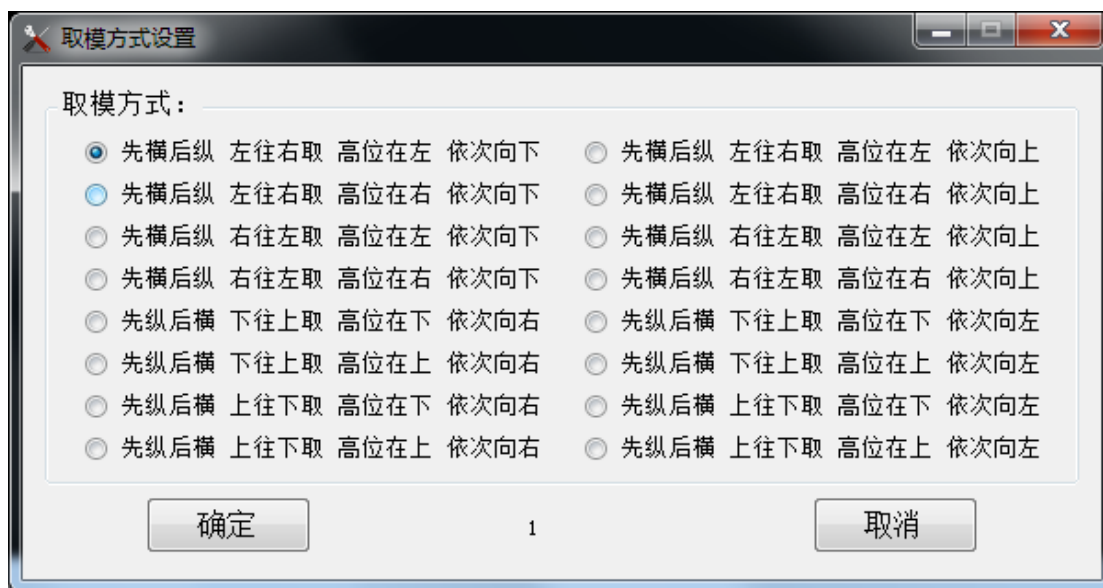 取模方式设置
取模方式:
先横后纵 左往右取 高位在左 依次向下 先横后纵 左往右取 高位在左 依次向上
先横后纵 左往右取 高位在右 依次向下 先横后纵 左往右取 高位在右 依次向上
先横后纵 右往左取 高位在左 依次向下 先横后纵 右往左取 高位在左 依次向上
先横后纵 右往左取 高位在右 依次向下 先横后纵 右往左取 高位在右 依次向上
先纵后横 下往上取 高位在下 依次向右 先纵后横 下往上取 高位在下 依次向左
先纵后横 下往上取 高位在上 依次向右 先纵后横 下往上取 高位在上 依次向左
先纵后横 上往下取 高位在下 依次向右 先纵后横 上往下取 高位在下 依次向左
先纵后横 上往下取 高位在上 依次向右 先纵后横 上往下取 高位在上 依次向左
确定 1 取消